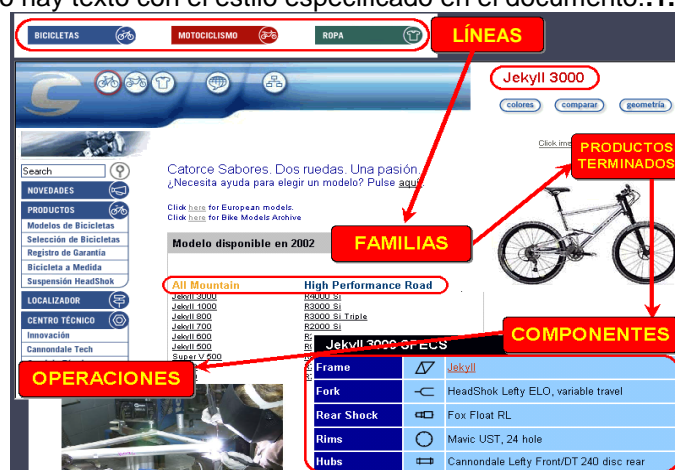 o hay texto con el estilo especificado en el documento..1.
BICICLETAS
MOTOCICLISMO
ROPA
LÍNEAS
Jekyll 3000
colores
comparar
geometría
Click
PRODUCTOS
TERMINADOS
Search
Catorce Sabores. Dos ruedas. Una pasión.
¿Necesita ayuda para elegir un modelo? Pulse aquí.
NOVEDADES
PRODUCTOS
Click here for European models.
Click here for Bike Models Archive
Modelos de Bicicletas
Selección de Bicicletas
Registro de Garantía
Bicicleta a Medida
Suspensión HeadShok
Modelo disponible en 2002
FAMILIAS
All Mountain
High Performance Road
Jekyll 3000
R4000 Si
Jekyll 1000
R3000 Si
Jekyll 800
R3000 Si Triple
Jekyll 700
R2000 Si
Jekyll 600
Jekyll 500
Super V 600
LOCALIZADOR
CENTRO TÉCNICO
Innovación
Cannondale Tech
OPERACIONES
COMPONENTES
Jekyll 3000 SPECS
Frame
Jekyll
Fork
HeadShok Lefty ELO, variable travel
Rear Shock
Fox Float RL
Rims
Mavic UST, 24 hole
Hubs
Cannondale Lefty Front/DT 240 disc rear